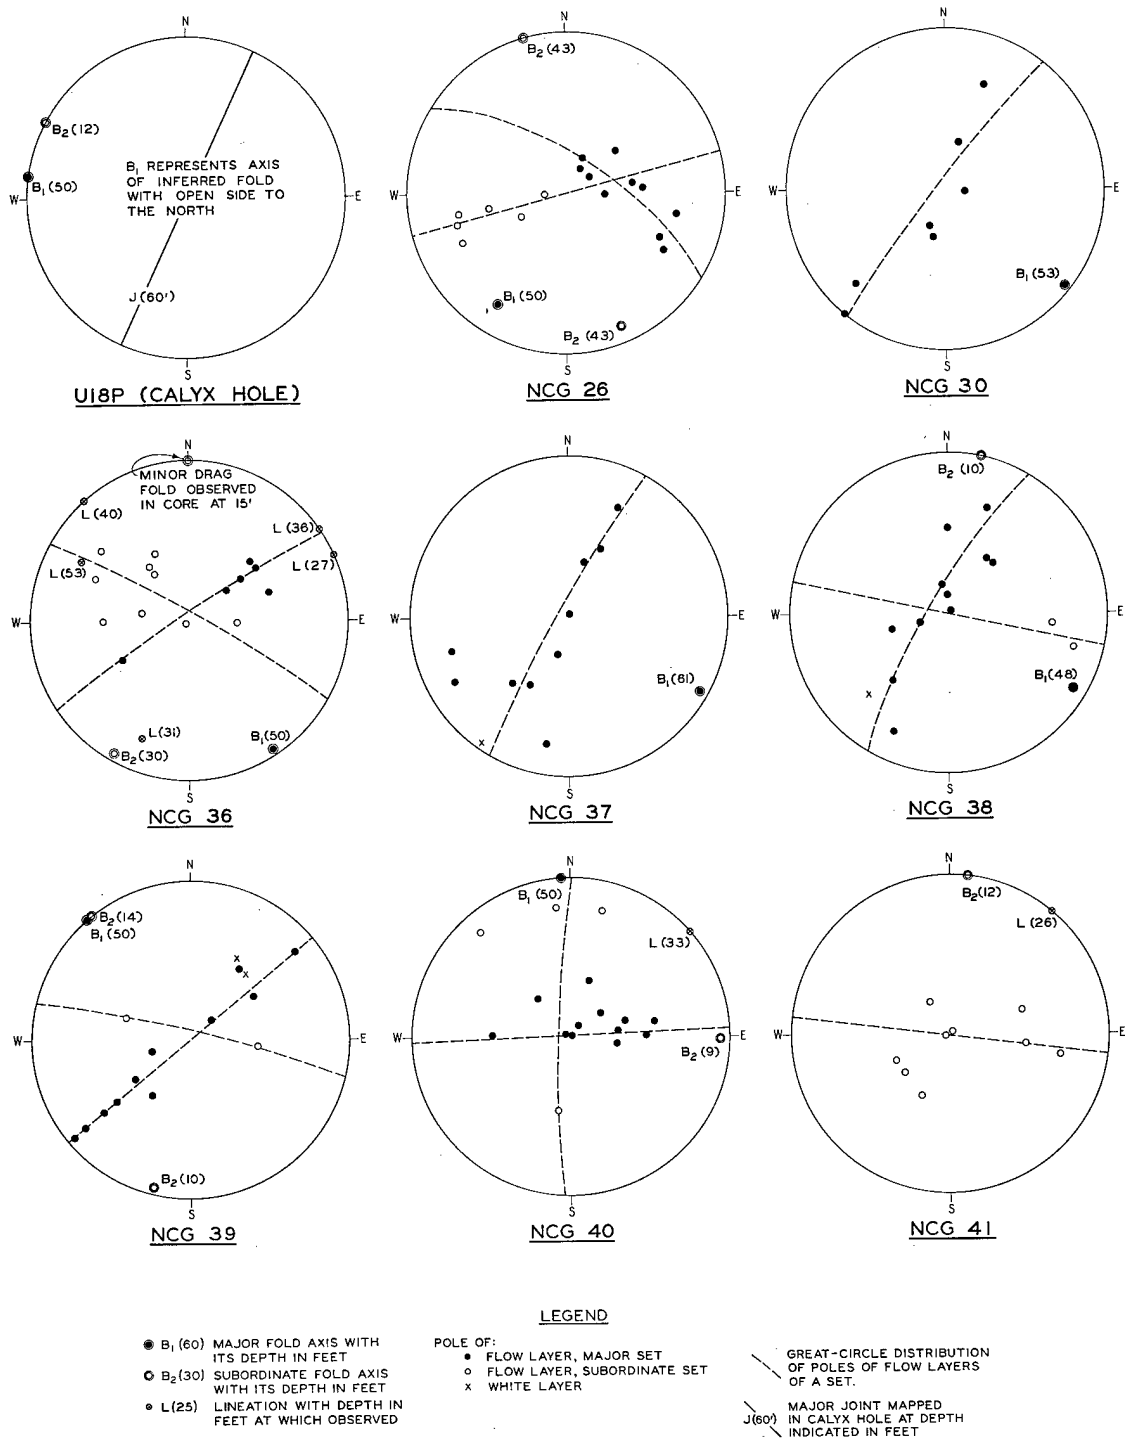 N
B₂(12)
B₁ REPRESENTS AXIS
OF INFERRED FOLD
WITH OPEN SIDE TO
THE NORTH
B₁(50)
W
E
J(60')
S
U18P (CALYX HOLE)
N
B₂(43)
W
E
B₁(50)
B₂(43)
S
NCG 26
N
W
E
B₁(53)
S
NCG 30
N
MINOR DRAG
FOLD OBSERVED
IN CORE AT 15'
L(40)
L(36)
L(53)
L(27)
W
E
L(31)
B₂(30)
B₁(50)
S
NCG 36
N
W
E
B₁(61)
S
NCG 37
N
B₂(10)
W
E
B₁(48)
S
NCG 38
N
B₂(14)
B₁(50)
W
E
B₂(10)
S
NCG 39
N
B₁(50)
L(33)
W
E
B₂(9)
S
NCG 40
N
B₂(12)
L(26)
W
E
S
NCG 41
LEGEND
B₁(60) MAJOR FOLD AXIS WITH
ITS DEPTH IN FEET
B₂(30) SUBORDINATE FOLD AXIS
WITH ITS DEPTH IN FEET
L(25) LINEATION WITH DEPTH IN
FEET AT WHICH OBSERVED
POLE OF:
FLOW LAYER, MAJOR SET
FLOW LAYER, SUBORDINATE SET
x WHITE LAYER
GREAT-CIRCLE DISTRIBUTION
OF POLES OF FLOW LAYERS
OF A SET.
MAJOR JOINT MAPPED
J(60') IN CALYX HOLE AT DEPTH
INDICATED IN FEET